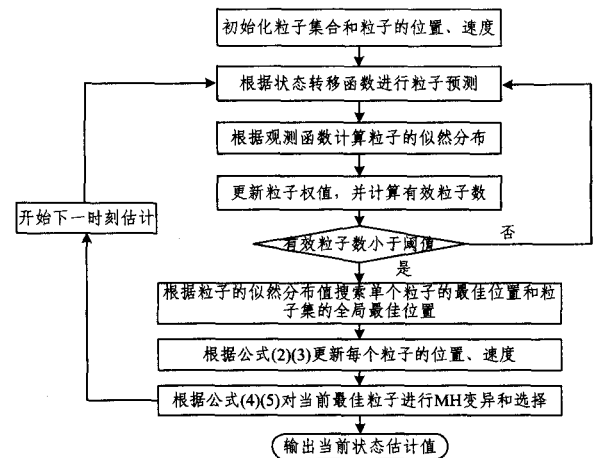 初始化粒子集合和粒子的位置、速度
根据状态转移函数进行粒子预测
根据观测函数计算粒子的似然分布
更新粒子权值，并计算有效粒子数
开始下一时刻估计
有效粒子数小于阈值
否
是
根据粒子的似然分布值搜索单个粒子的最佳位置和粒
子集的全局最佳位置
根据公式(2)(3)更新每个粒子的位置、速度
根据公式(4)(5)对当前最佳粒子进行MH变异和选择
输出当前状态估计值